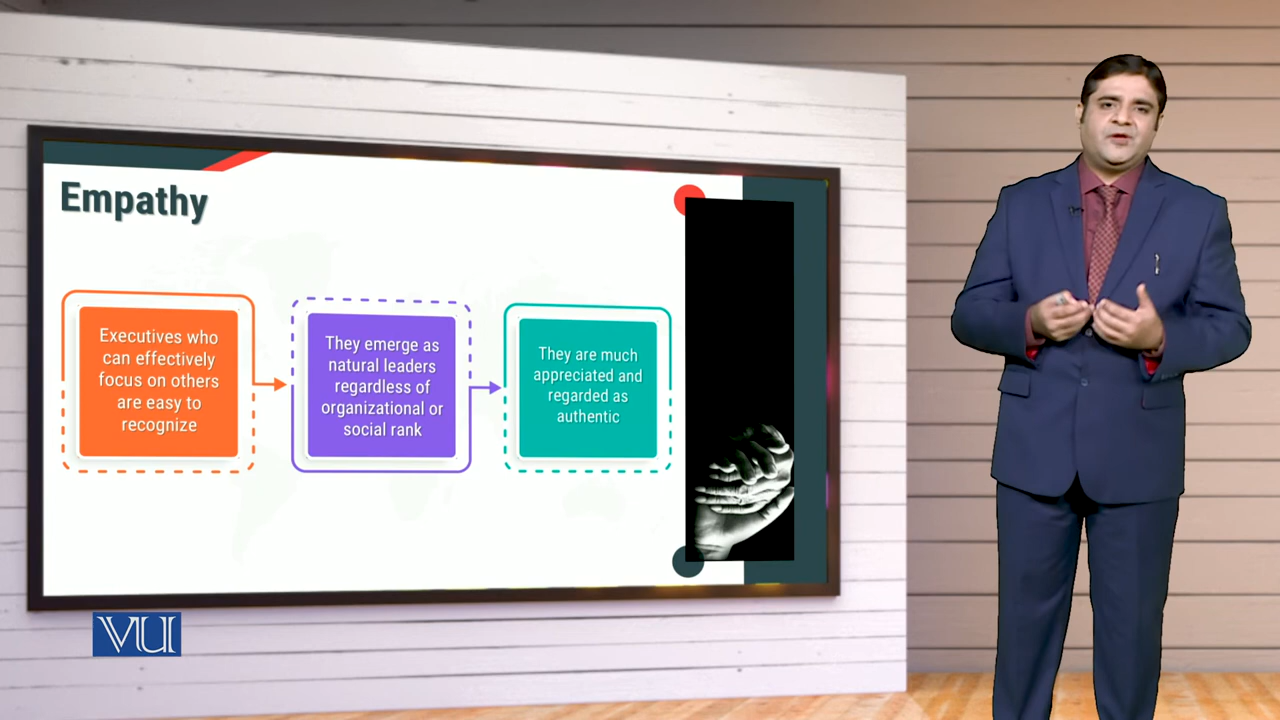 Empathy
Executives who
can effectively
focus on others
are easy to
recognize
They emerge as
natural leaders
regardless of
organizational or
social rank
They are much
appreciated and
regarded as
authentic
VU